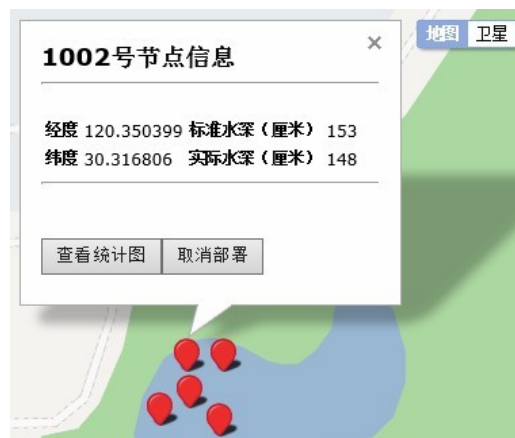 1002号节点信息
×
地图 卫星
经度 120.350399 标准水深（厘米） 153
纬度 30.316806 实际水深（厘米） 148
查看统计图 取消部署